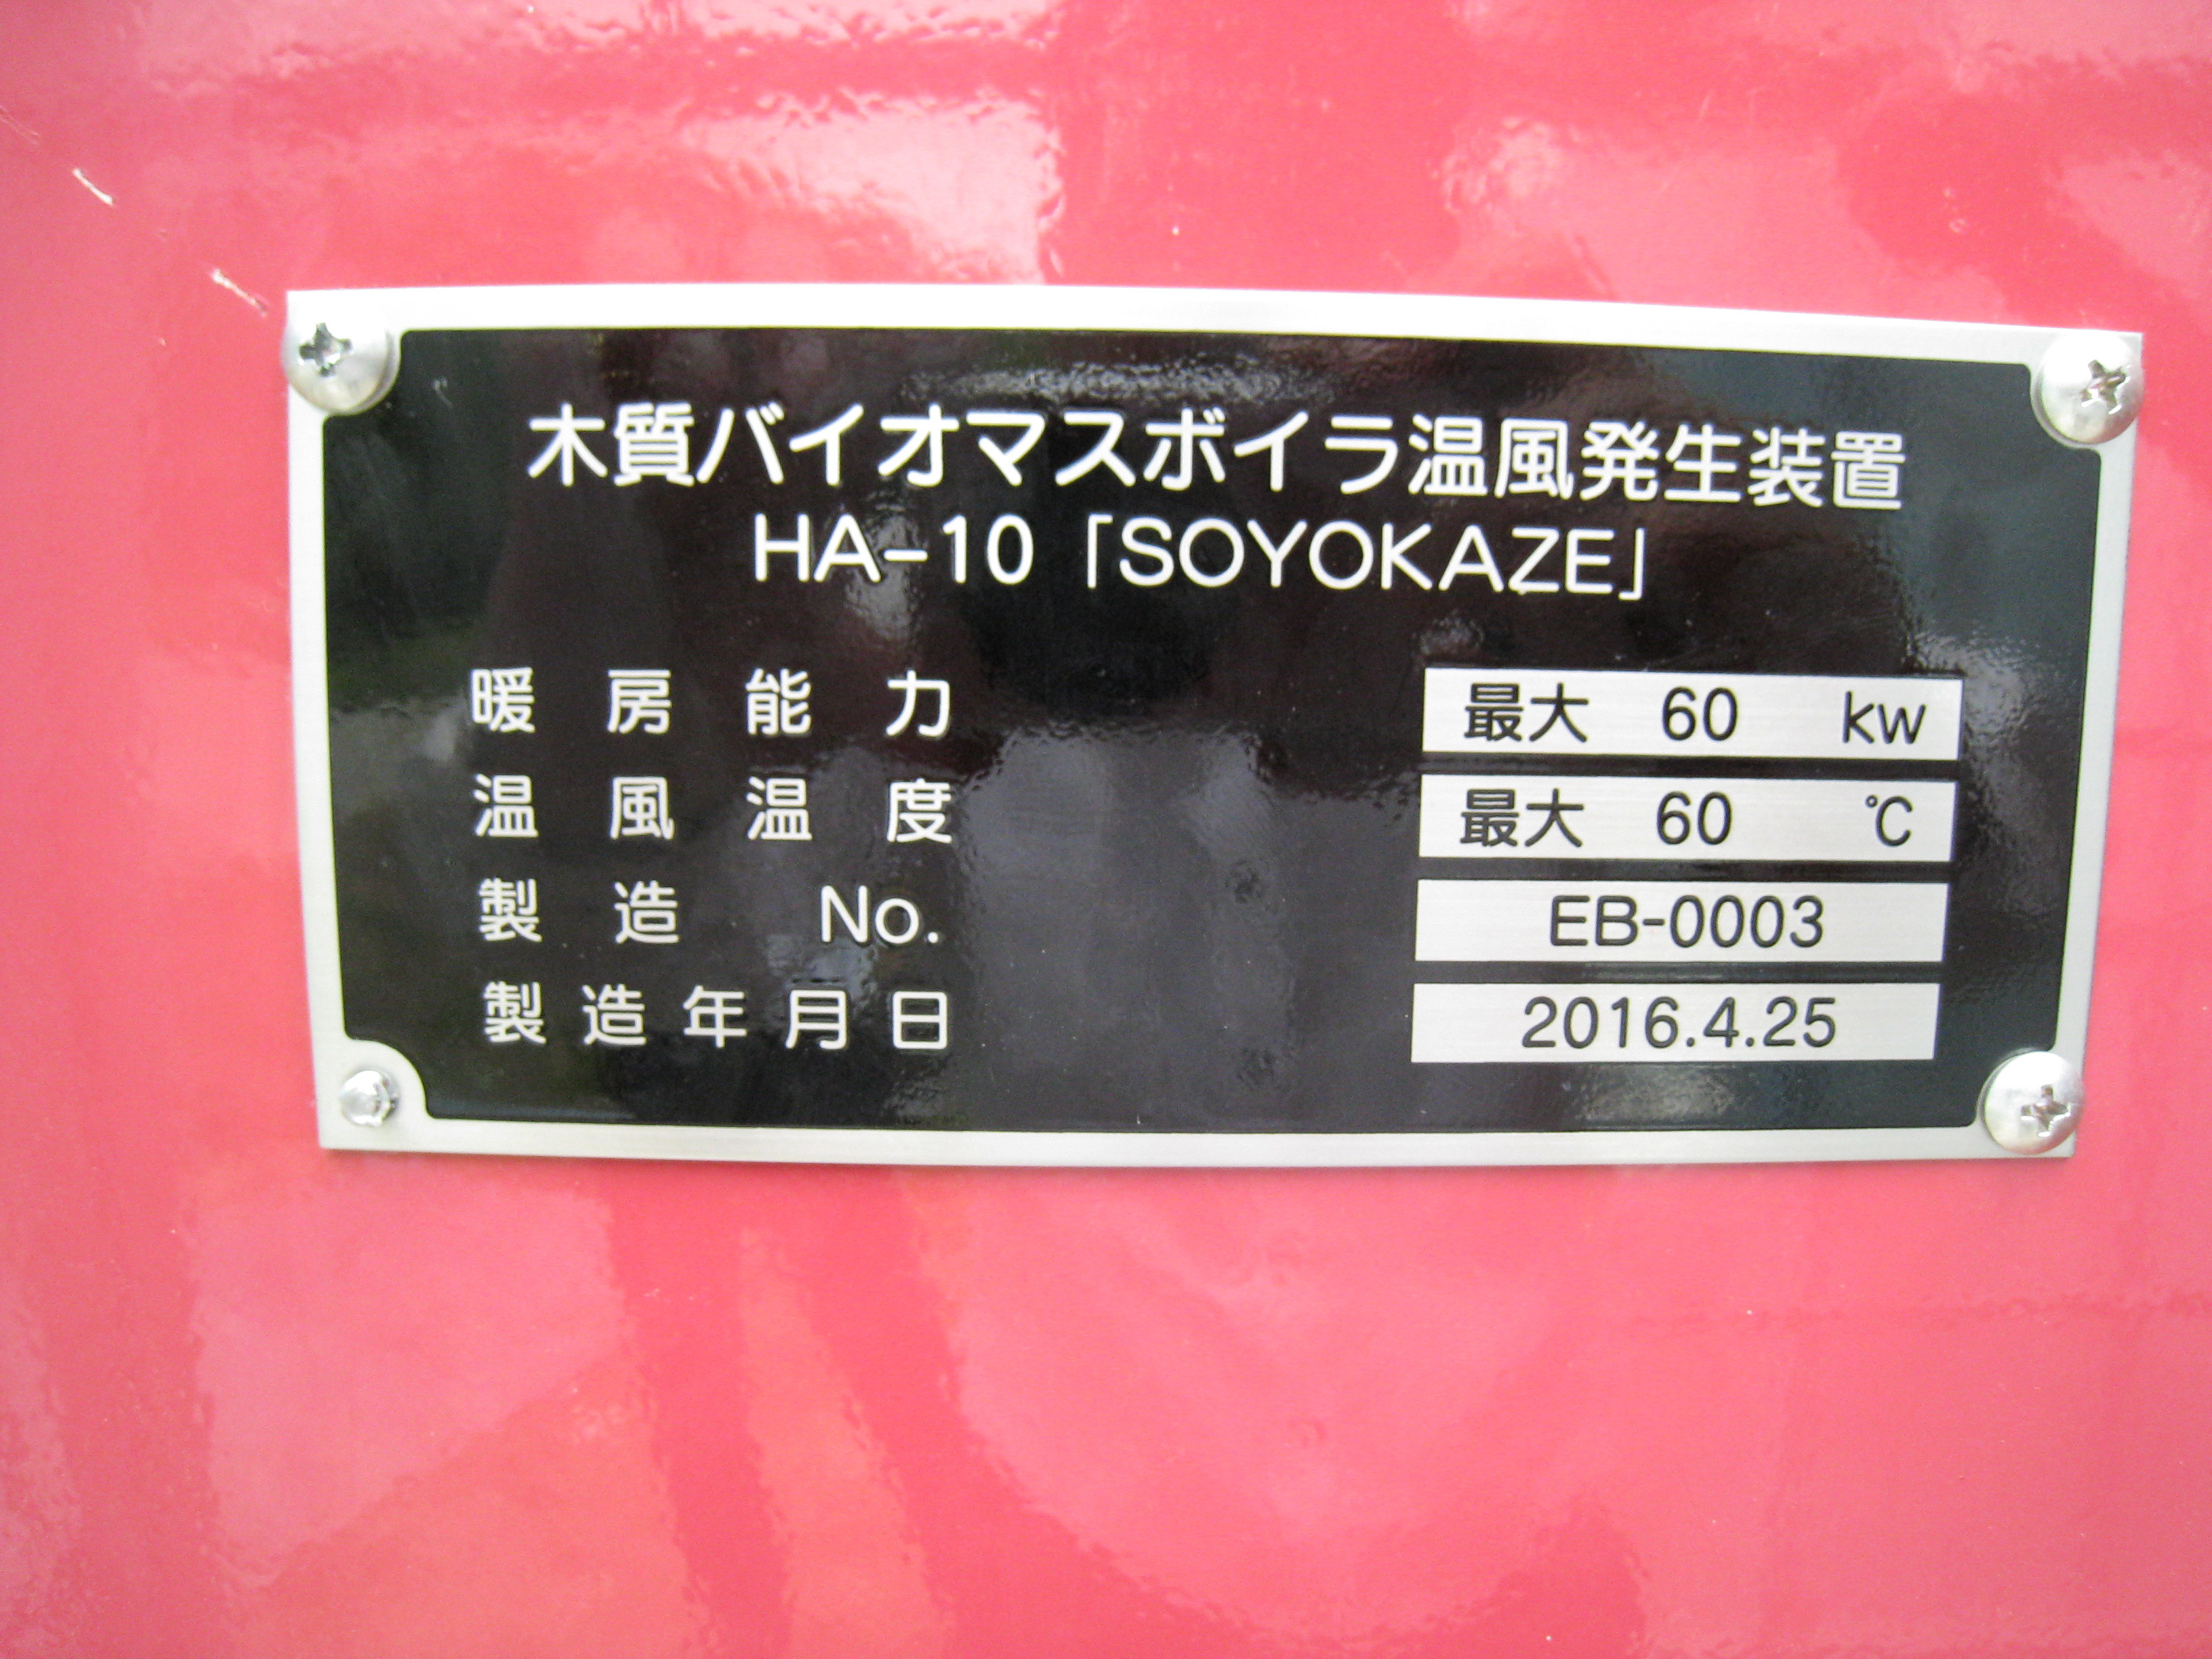 木質バイオマスボイラ温風発生装置
HA-10「SOYOKAZE」
暖房能力 最大 60 kw
温風温度 最大 60 ℃
製造No. EB-0003
製造年月日 2016.4.25